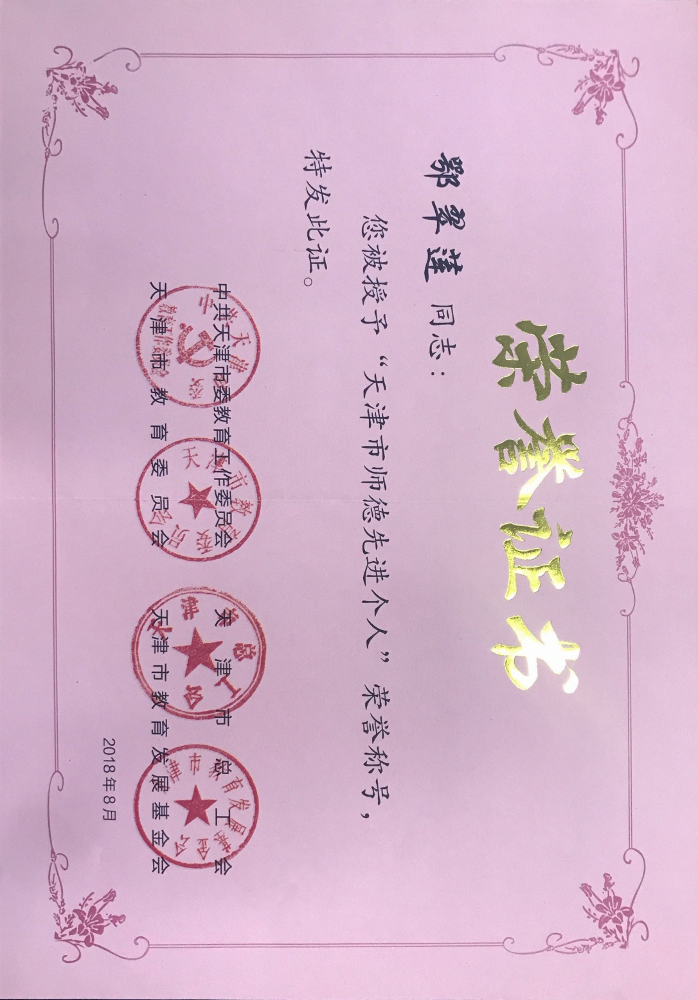 荣誉证书
鄂翠莲 同志：
您被授予“天津市师德先进个人”荣誉称号，
特发此证。
中共天津市委教育工作委员会 天津市总工会
天津市教育委员会 天津市教育发展基金会
2018年8月